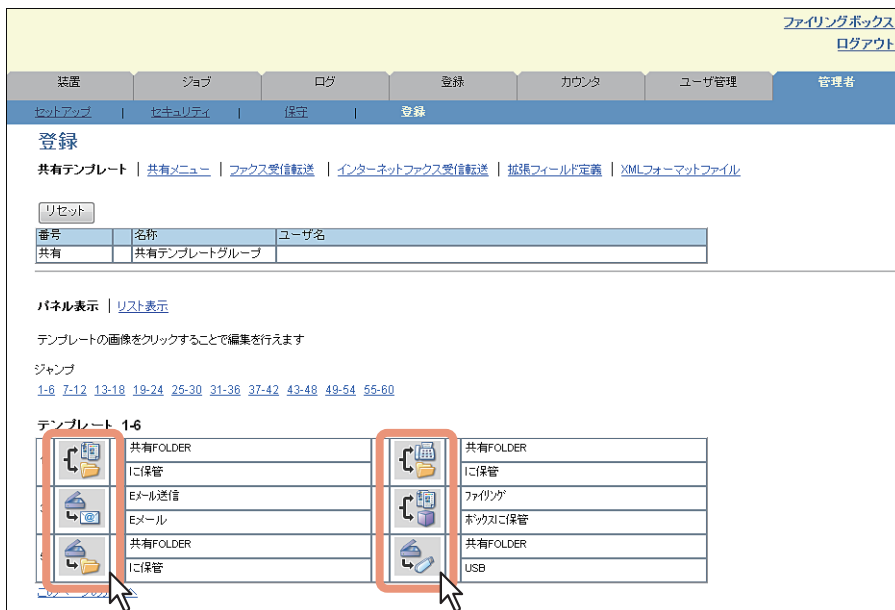 ファイリングボックス
ログアウト
装置 ジョブ ログ 登録 カウンタ ユーザ管理 管理者
セットアップ | セキュリティ | 保守 | 登録
登録
共有テンプレート | 共有メニュー | ファクス受信転送 | インターネットファクス受信転送 | 拡張フィールド定義 | XMLフォーマットファイル
リセット
番号 名称 ユーザ名
共有 共有テンプレートグループ
パネル表示 | リスト表示
テンプレートの画像をクリックすることで編集を行えます
ジャンプ
1-6 7-12 13-18 19-24 25-30 31-36 37-42 43-48 49-54 55-60
テンプレート 1-6
共有FOLDER 共有FOLDER
に保管 に保管
Eメール送信 ファイリング
Eメール ボックスに保管
共有FOLDER 共有FOLDER
に保管 USB